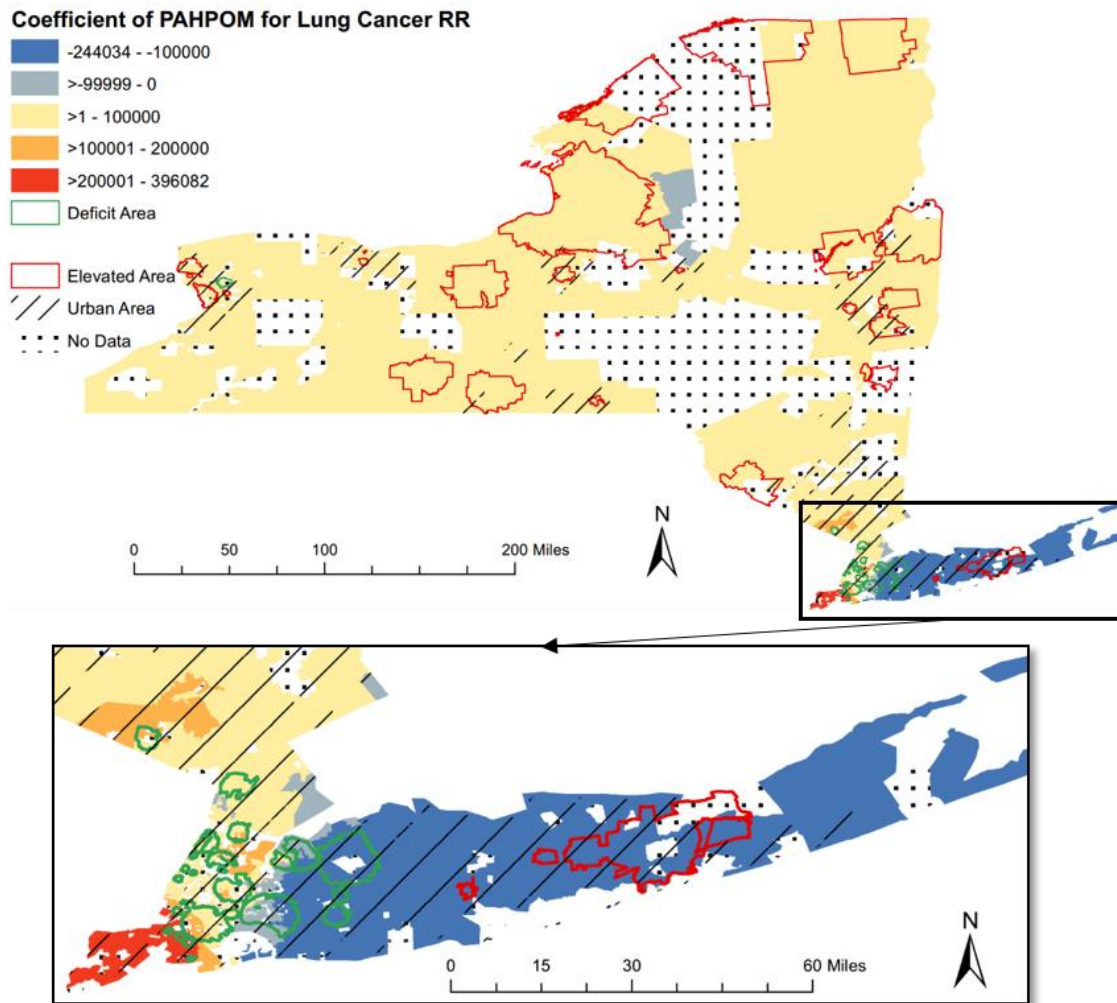 Coefficient of PAHPOM for Lung Cancer RR
-244034 - -100000
>-99999 - 0
>1 - 100000
>100001 - 200000
>200001 - 396082
Deficit Area
Elevated Area
Urban Area
No Data
N
0 50 100 200 Miles
N
0 15 30 60 Miles